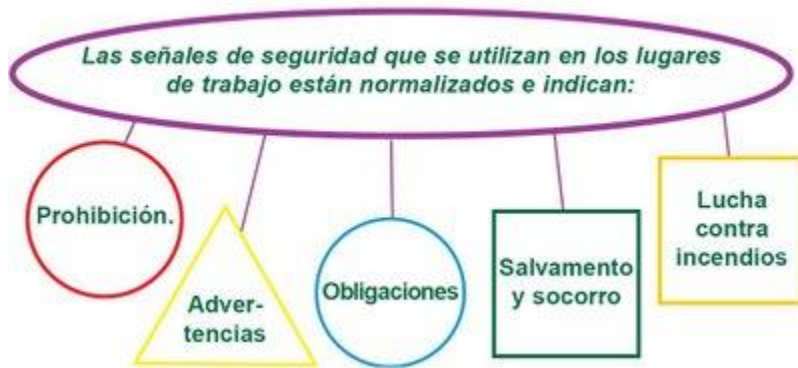 Las señales de seguridad que se utilizan en los lugares
de trabajo están normalizados e indican:
Prohibición.
Adver-
tencias
Obligaciones
Salvamento
y socorro
Lucha
contra
incendios